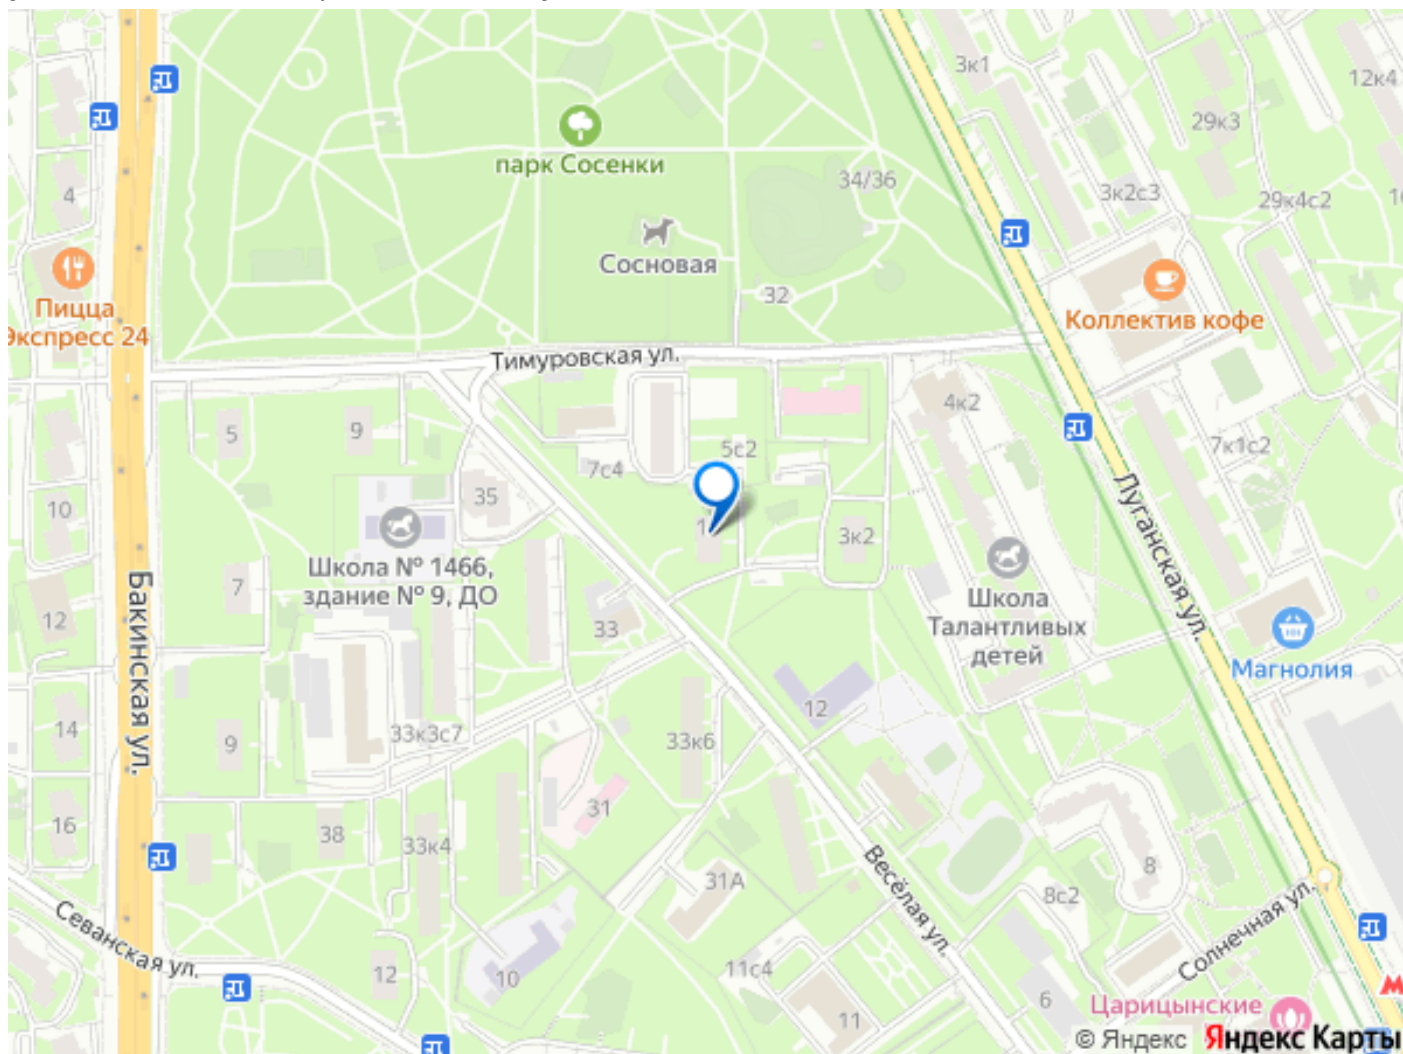 3к1
12к4
29к3
парк Сосенки
34/36
4
3к2с3
29к4с2
Сосновая
32
Пицца
Экспресс 24
Коллектив кофе
Тимуровская ул.
4к2
5
9
5с2
7к1с2
7с4
35
10
3к2
Луганская ул.
Школа № 1466,
здание № 9, ДО
7
Бакинская ул.
12
33
Школа
Талантливых
детей
Магнолия
12
14
9
33к3с7
33к6
31
16
38
33к4
Весёлая ул.
31А
8
8с2
Севанская ул.
Солнечная ул.
12
10
11с4
6
11
Царицынские
© Яндекс Яндекс Карты